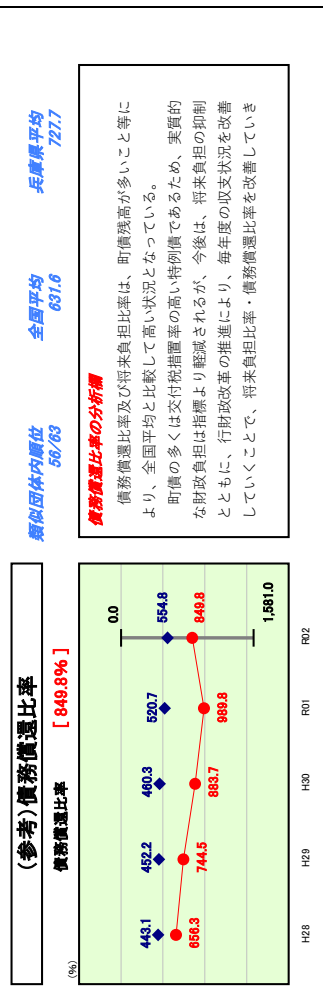 (参考)債務償還比率
債務償還比率
[ 849.8% ]
類似団体内順位
56/63
全国平均
631.6
兵庫県平均
727.7
(%)
0.0
443.1
452.2
460.3
520.7
554.8
656.3
744.5
883.7
989.8
849.8
1,581.0
H28
H29
H30
R01
R02
債務償還比率の分析欄
債務償還比率及び将来負担比率は、町債残高が多いこと等に
より、全国平均と比較して高い状況となっている。
町債の多くは交付税措置率の高い特例債であるため、実質的
な財政負担は指標より軽減されるが、今後は、将来負担の抑制
とともに、行財政改革の推進により、毎年度の収支状況を改善
していくことで、将来負担比率・債務償還比率を改善していき